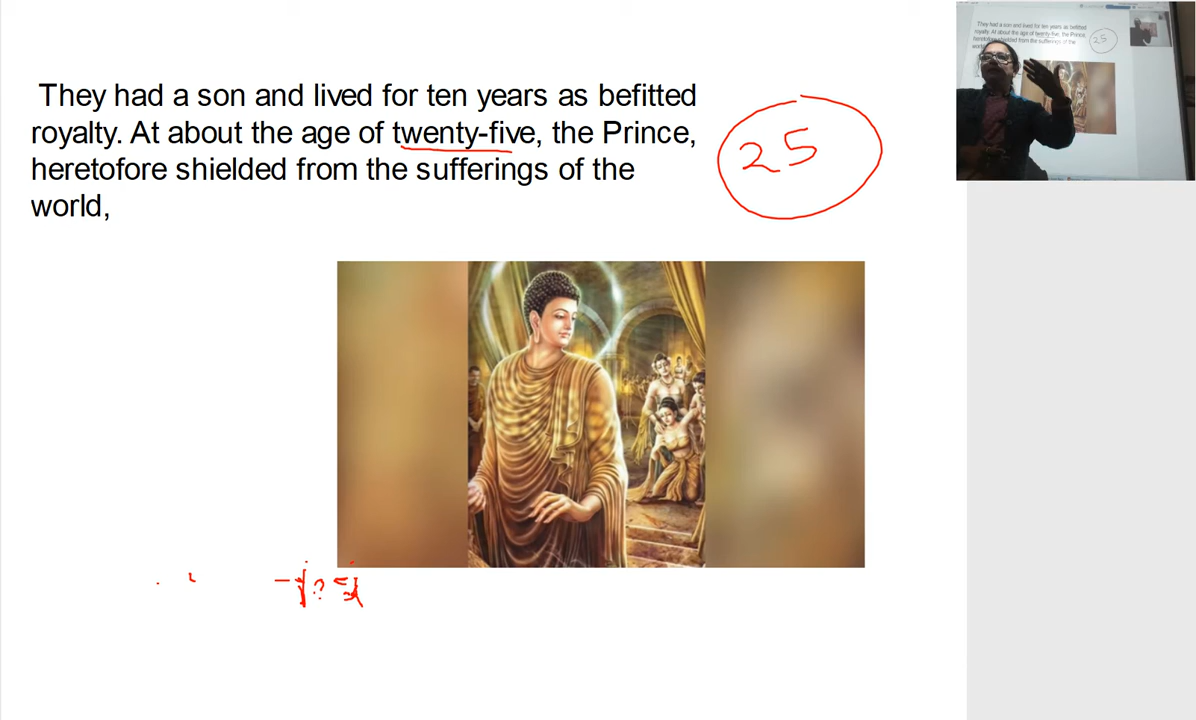 They had a son and lived for ten years as befitted
royalty. At about the age of twenty-five, the Prince,
heretofore shielded from the sufferings of the
world,
25